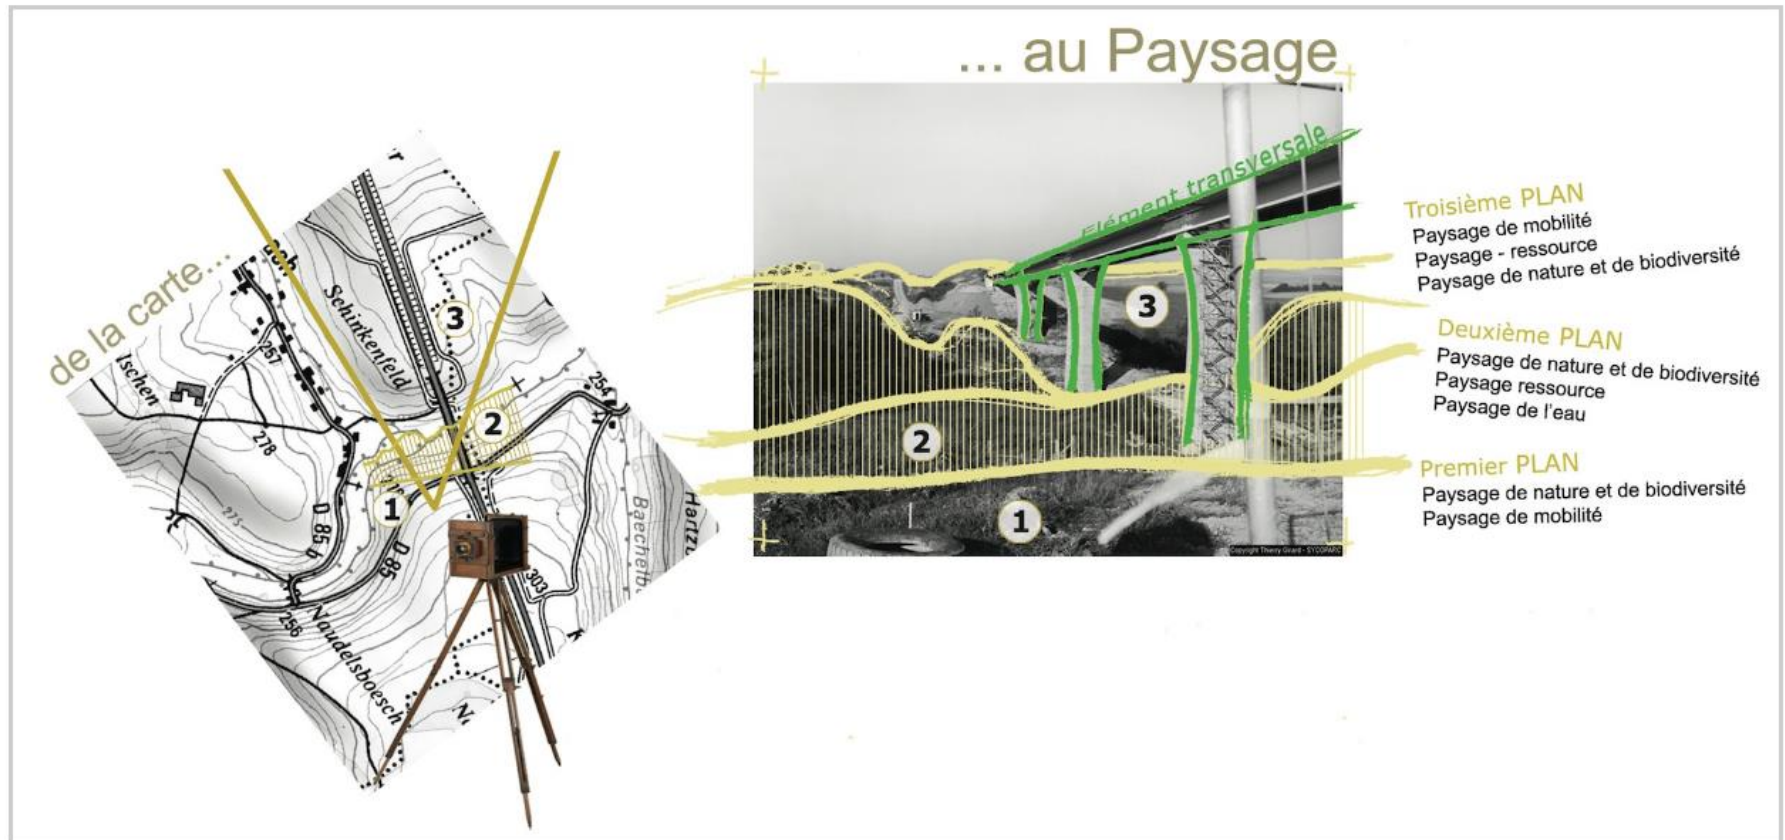 de la carte...
... au Paysage
Schinkenfeld
Ischen
257
278
275
254
D 85 b
D 85
256
303
Naudelsboesch
1
2
3
Elément transversale
3
2
1
Copyright Thierry Girard - SYCOPARC
Troisième PLAN
Paysage de mobilité
Paysage - ressource
Paysage de nature et de biodiversité
Deuxième PLAN
Paysage de nature et de biodiversité
Paysage ressource
Paysage de l'eau
Premier PLAN
Paysage de nature et de biodiversité
Paysage de mobilité